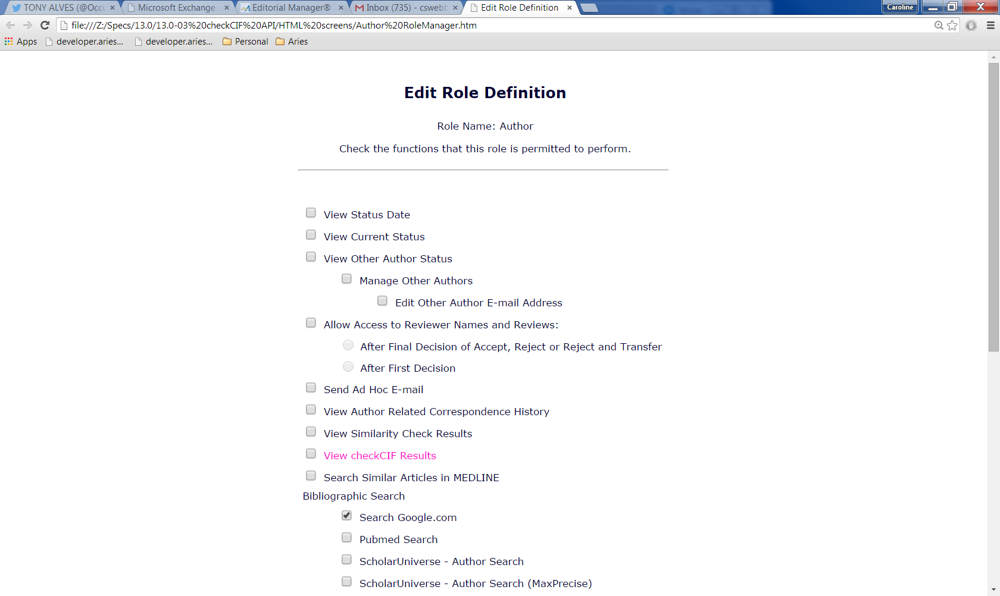 TONY ALVES (@Occu
Microsoft Exchange -
Editorial Manager®
Inbox (735) - cswebb
Edit Role Definition
Caroline
file:///Z:/Specs/13.0/13.0-03%20checkCIF%20API/HTML%20screens/Author%20RoleManager.htm
Apps
developer.aries...
developer.aries...
Personal
Aries
Edit Role Definition
Role Name: Author
Check the functions that this role is permitted to perform.
View Status Date
View Current Status
View Other Author Status
Manage Other Authors
Edit Other Author E-mail Address
Allow Access to Reviewer Names and Reviews:
After Final Decision of Accept, Reject or Reject and Transfer
After First Decision
Send Ad Hoc E-mail
View Author Related Correspondence History
View Similarity Check Results
View checkCIF Results
Search Similar Articles in MEDLINE
Bibliographic Search
Search Google.com
Pubmed Search
ScholarUniverse - Author Search
ScholarUniverse - Author Search (MaxPrecise)